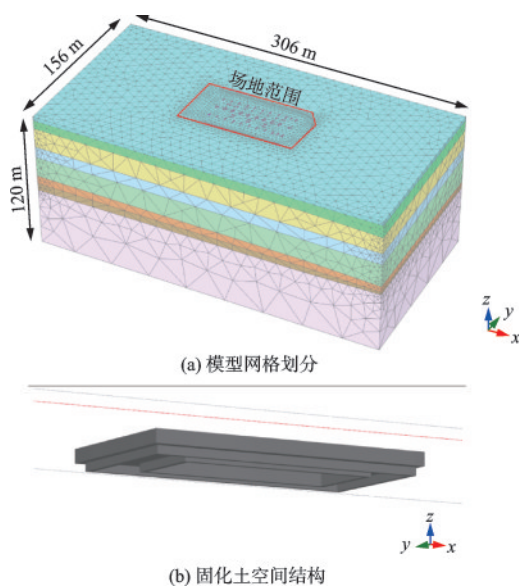 156 m
306 m
场地范围
120 m
z
y
x
(a) 模型网格划分
z
y
x
(b) 固化土空间结构